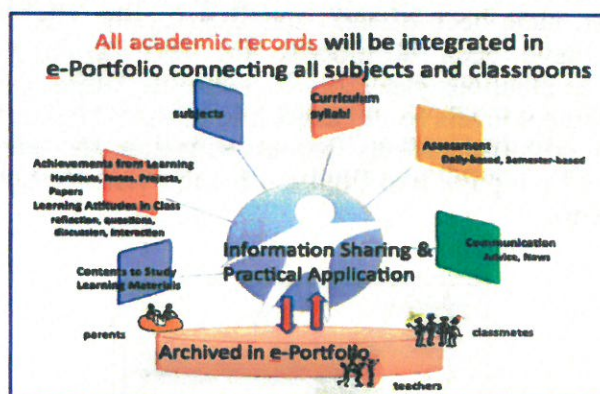 All academic records will be integrated in
e-Portfolio connecting all subjects and classrooms
subjects
Curriculum
syllabi
Assessment
Daily-based, Semester-based
Achievements from Learning
Handouts, Notes, Projects,
Papers
Learning Attitudes in Class
reflection, questions,
discussion, interaction
Information Sharing &
Practical Application
Communication
Advice, News
Contents to Study
Learning Materials
parents
classmates
Archived in e-Portfolio
teachers